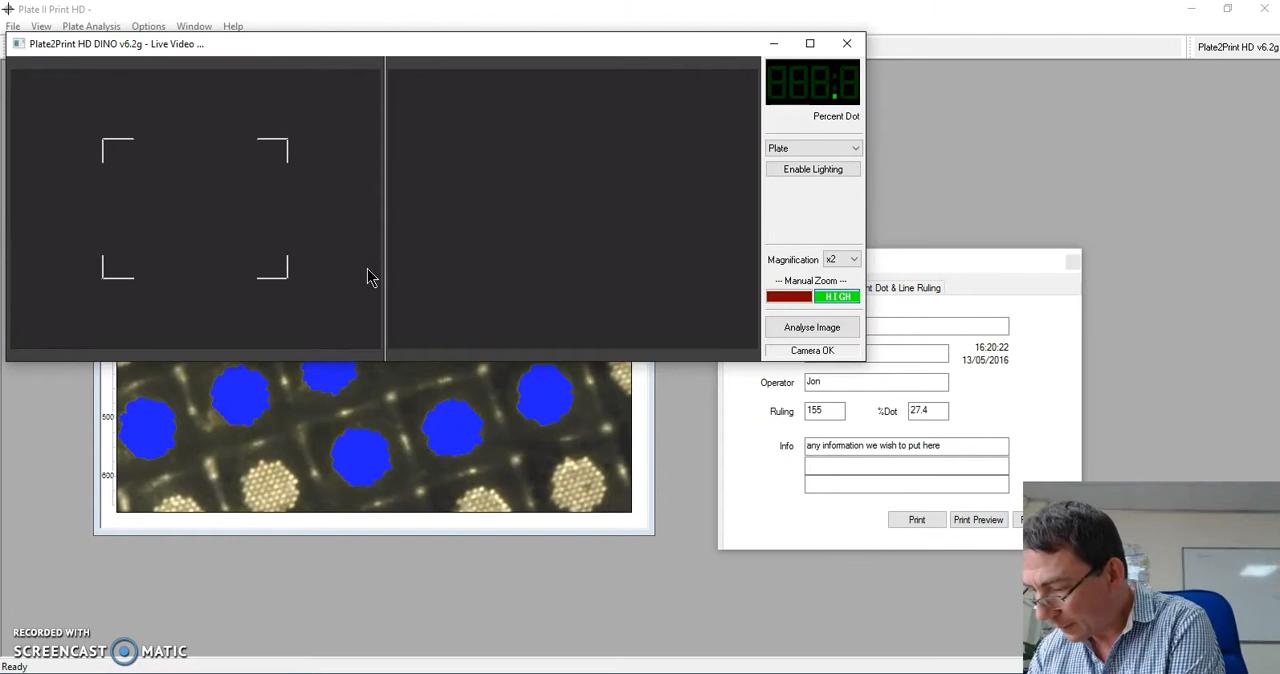 Plate II Print HD -
File View Plate Analysis Options Window Help
Plate2Print HD v6.2g
Plate2Print HD DINO v6.2g - Live Video ...
Percent Dot
Plate
Enable Lighting
Magnification x2
--- Manual Zoom ---
HIGH
Analyse Image
Camera OK
Dot & Line Ruling
16:20:22
13/05/2016
Operator Jon
Ruling 155 %Dot 27.4
Info any information we wish to put here
Print Print Preview
500
600
RECORDED WITH
SCREENCAST MATIC
Ready